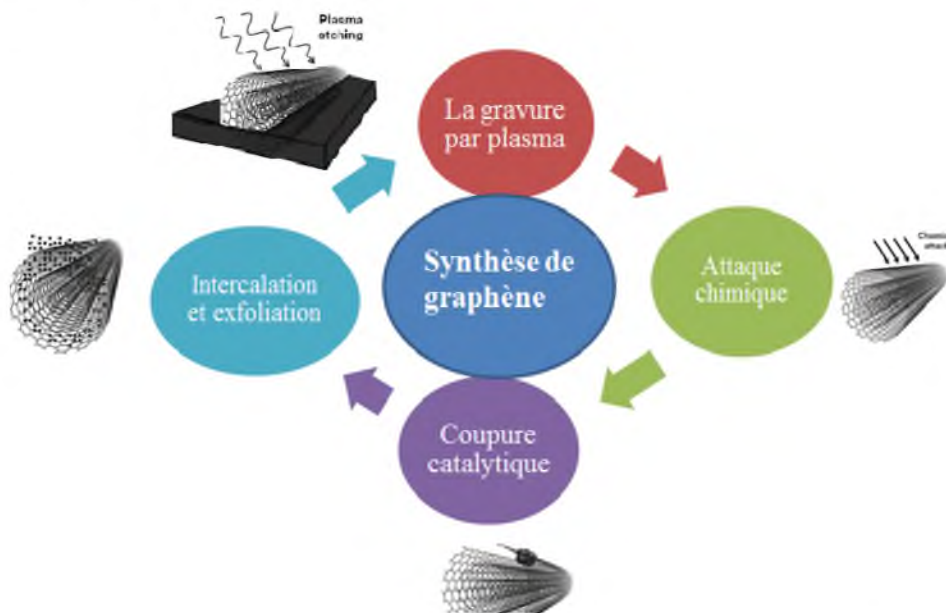 Plasma
etching
La gravure
par plasma
Synthèse de
graphène
Attaque
chimique
Intercalation
et exfoliation
Coupure
catalytique